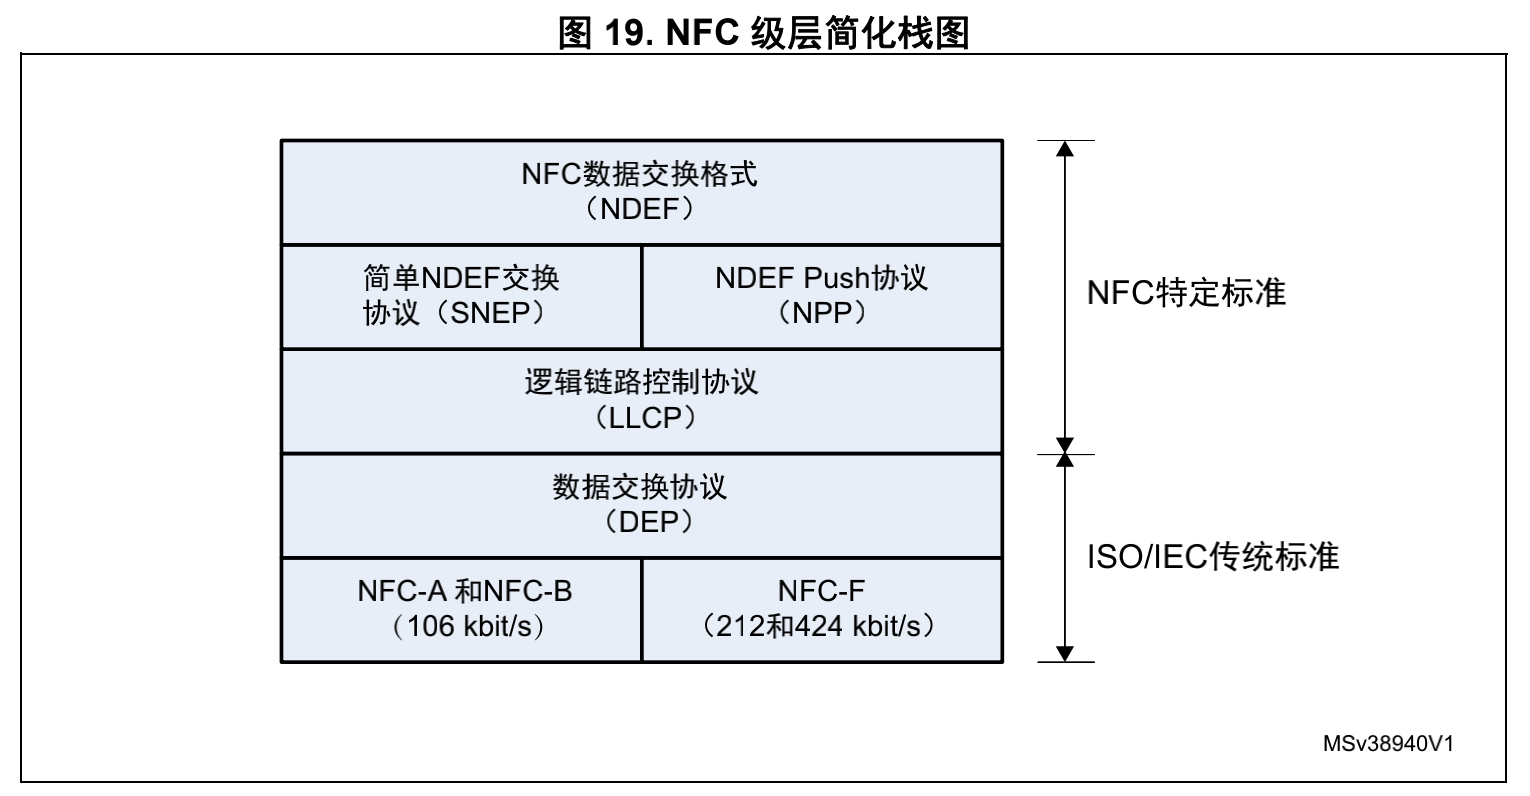 图 19. NFC 级层简化栈图
NFC数据交换格式
（NDEF）
简单NDEF交换
协议（SNEP）
NDEF Push协议
（NPP）
NFC特定标准
逻辑链路控制协议
（LLCP）
数据交换协议
（DEP）
ISO/IEC传统标准
NFC-A 和NFC-B
（106 kbit/s）
NFC-F
（212和424 kbit/s）
MSv38940V1